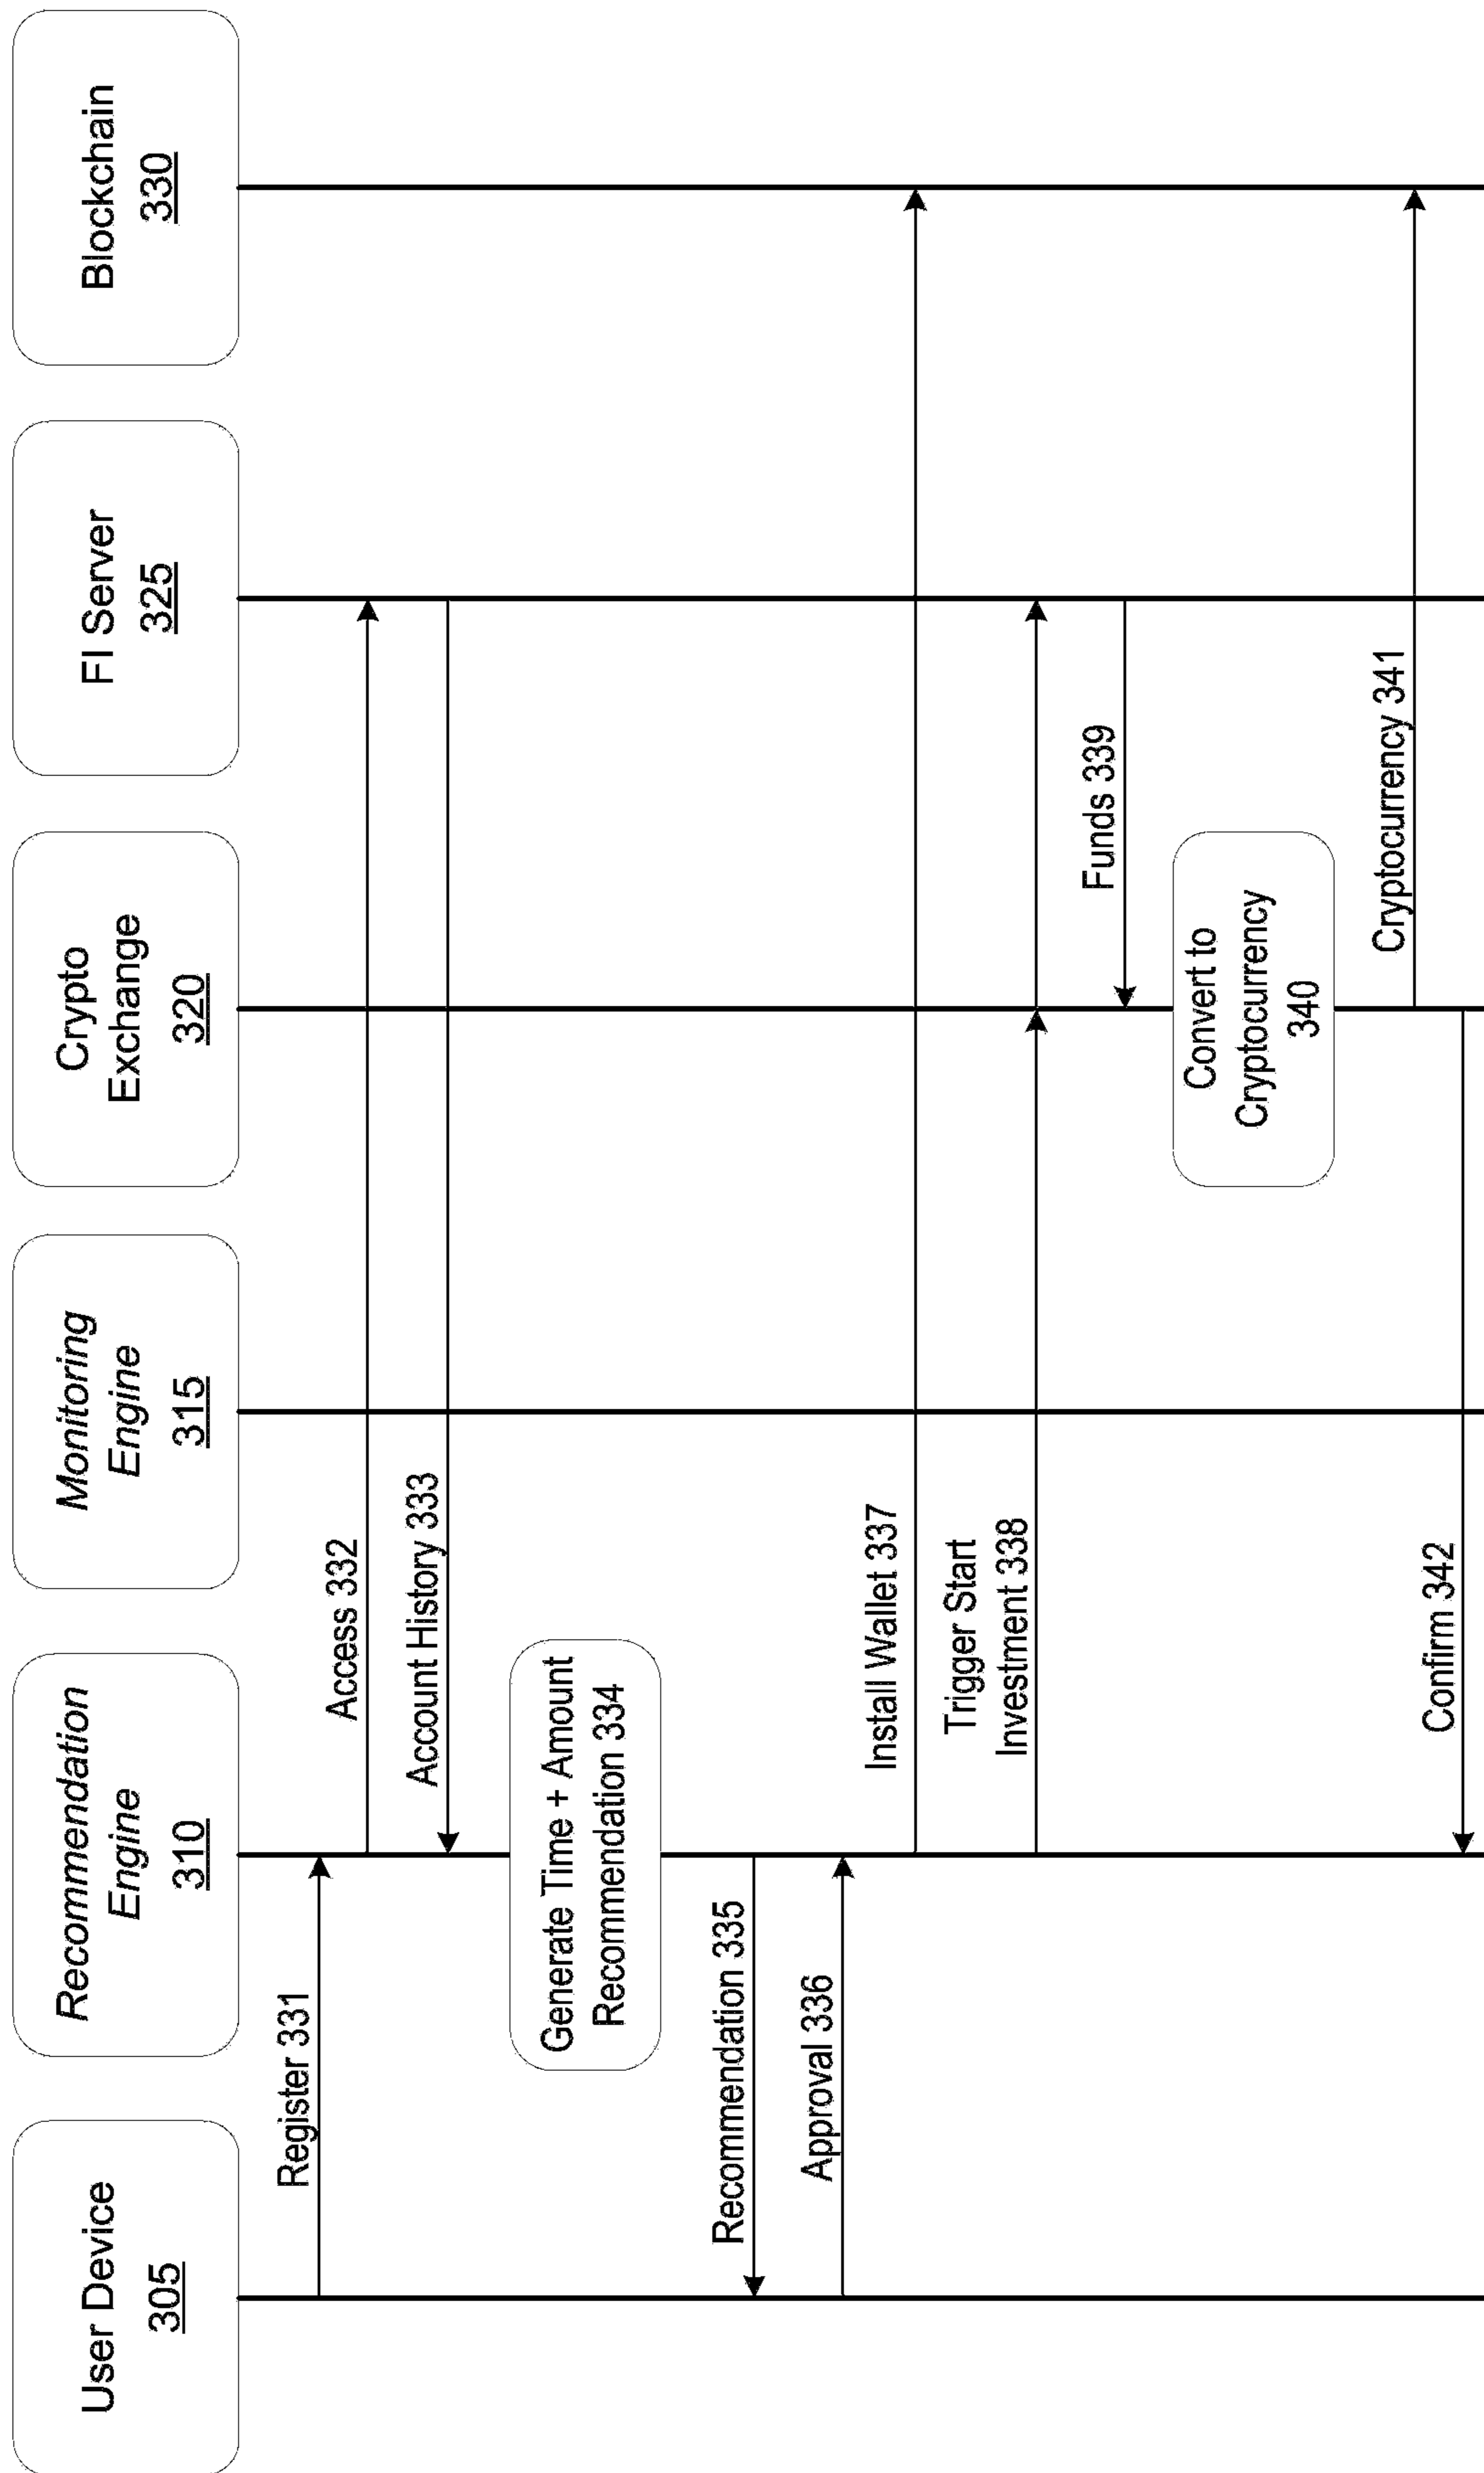 User Device
305
Recommendation
Engine
310
Monitoring
Engine
315
Crypto
Exchange
320
FI Server
325
Blockchain
330
Register 331
Access 332
Account History 333
Generate Time + Amount
Recommendation 334
Recommendation 335
Approval 336
Install Wallet 337
Trigger Start
Investment 338
Funds 339
Convert to
Cryptocurrency
340
Cryptocurrency 341
Confirm 342